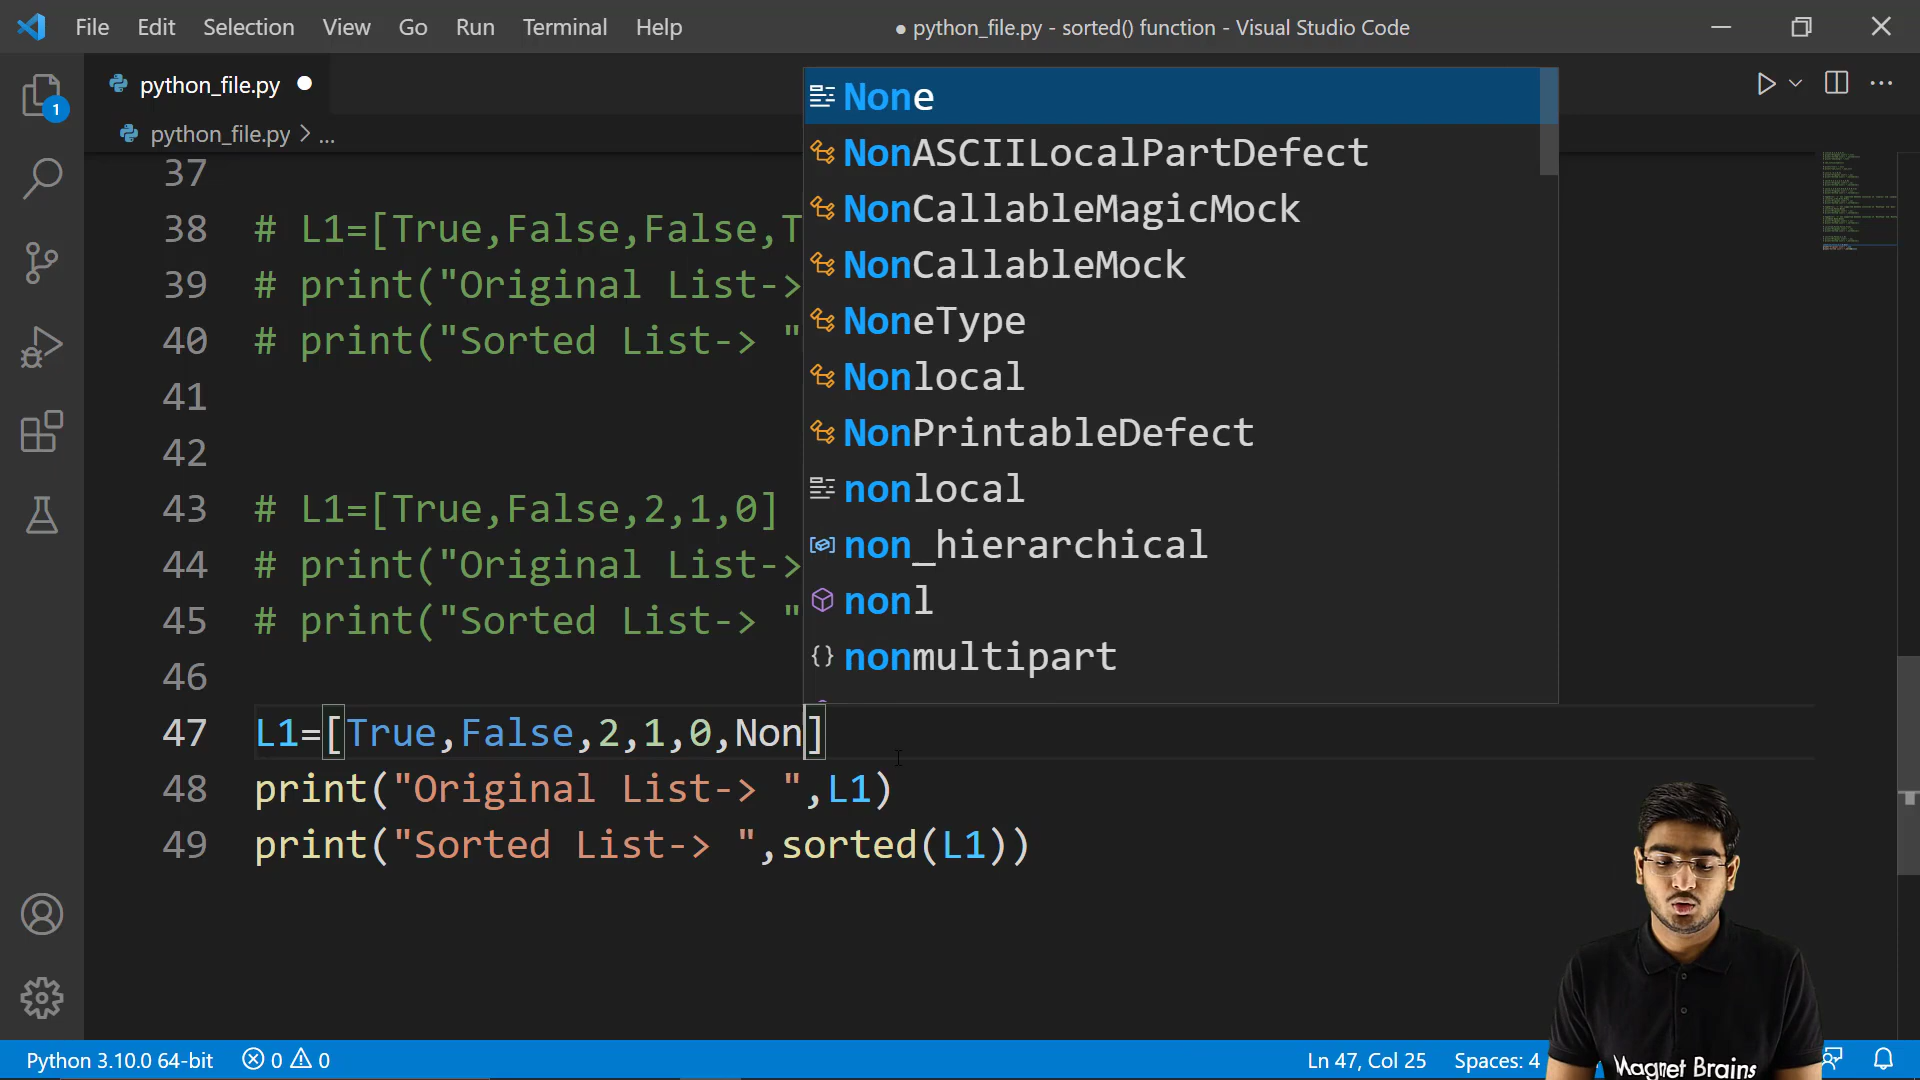 File Edit Selection View Go Run Terminal Help ● python_file.py - sorted() function - Visual Studio Code
1
python_file.py ●
python_file.py > ...
None
NonASCIILocalPartDefect
NonCallableMagicMock
NonCallableMock
NoneType
Nonlocal
NonPrintableDefect
nonlocal
non_hierarchical
nonl
nonmultipart
37
38 # L1=[True,False,False,T
39 # print("Original List->
40 # print("Sorted List-> "
41
42
43 # L1=[True,False,2,1,0]
44 # print("Original List->
45 # print("Sorted List-> "
46
47 L1=[True,False,2,1,0,Non]
48 print("Original List-> ",L1)
49 print("Sorted List-> ",sorted(L1))
Magnet Brains
Python 3.10.0 64-bit 0 0 Ln 47, Col 25 Spaces: 4